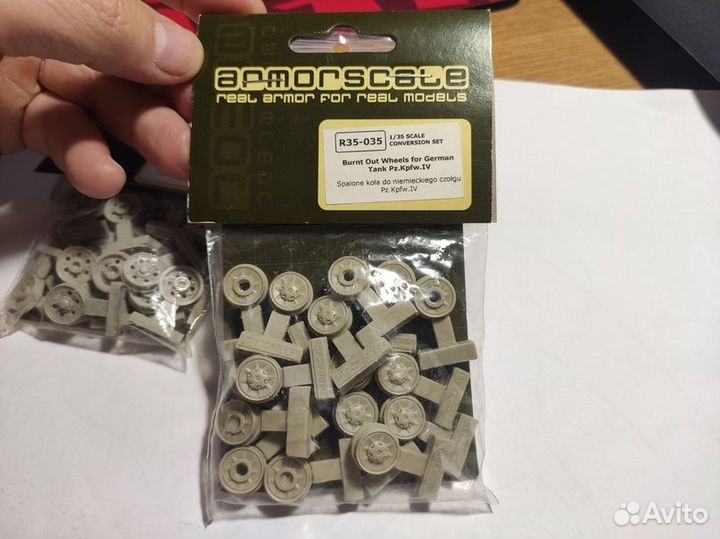 armorscale
real armor for real models
R35-035
1/35 SCALE
CONVERSION SET
Burnt Out Wheels for German
Tank Pz.Kpfw.IV
Spalone koła do niemieckiego czołgu
Pz.Kpfw.IV
Avito